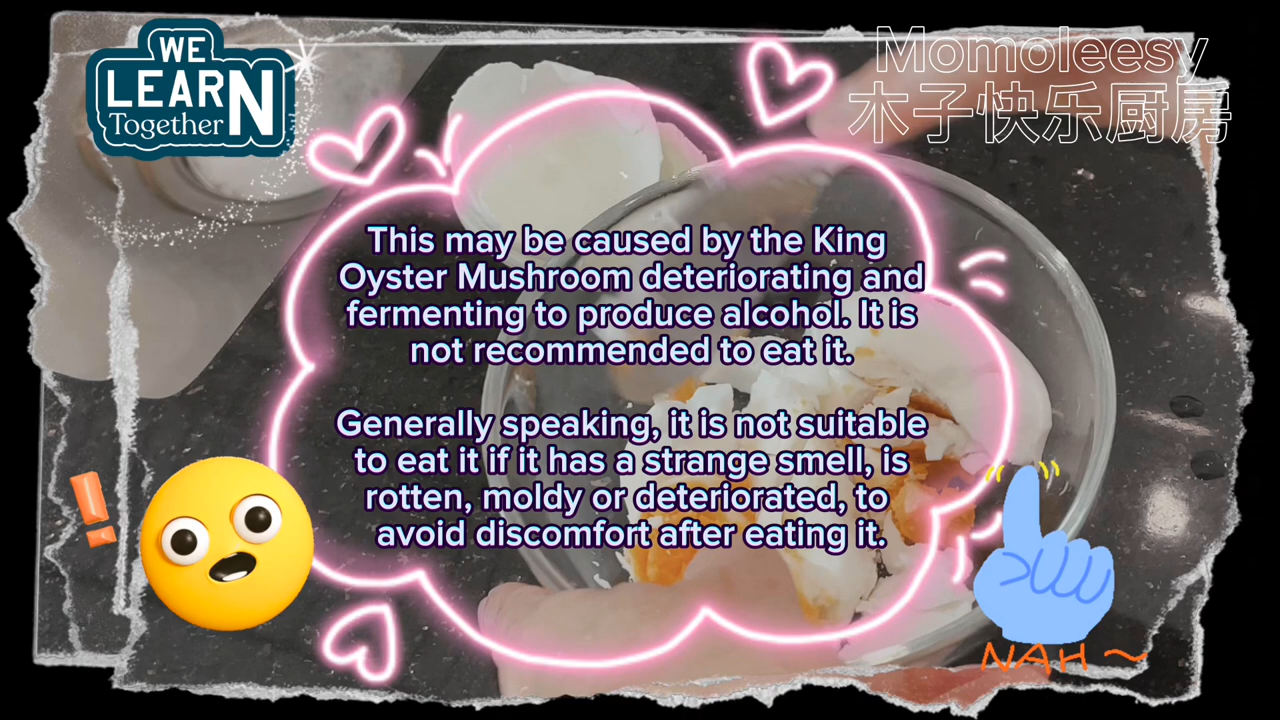 WE
LEARN
Together
Momoleesy
木子快乐厨房
This may be caused by the King
Oyster Mushroom deteriorating and
fermenting to produce alcohol. It is
not recommended to eat it.
Generally speaking, it is not suitable
to eat it if it has a strange smell, is
rotten, moldy or deteriorated, to
avoid discomfort after eating it.
NAH ~